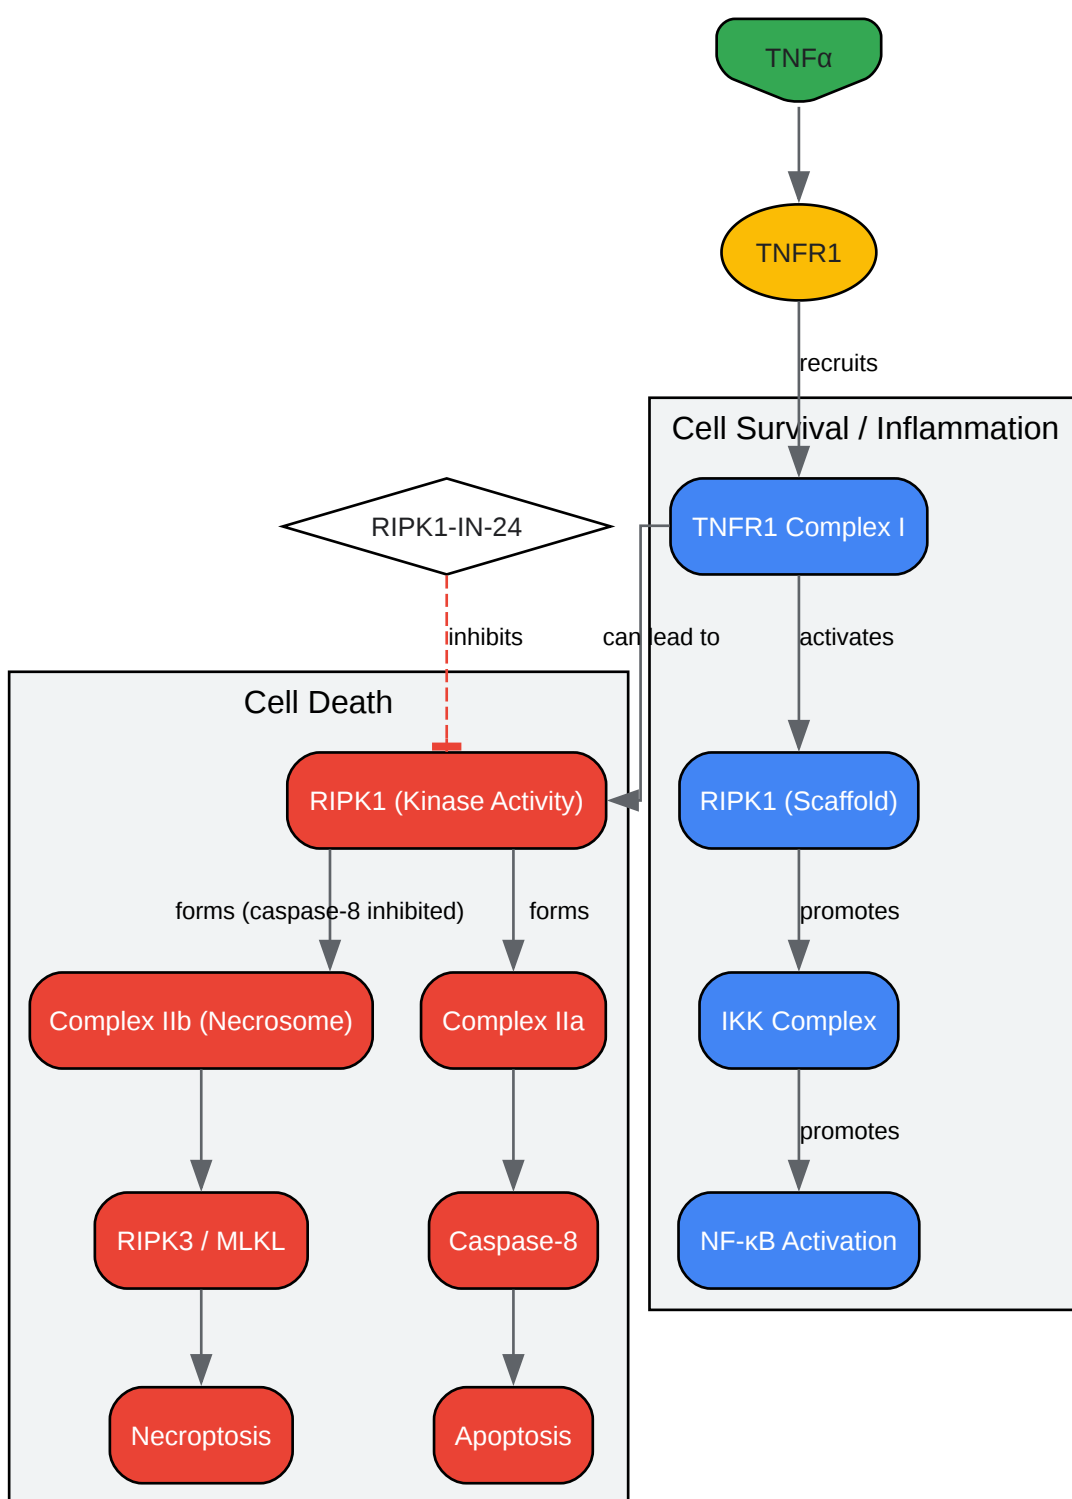 TNFα
TNFR1
recruits
Cell Survival / Inflammation
RIPK1-IN-24
TNFR1 Complex I
inhibits
can lead to
activates
Cell Death
RIPK1 (Kinase Activity)
RIPK1 (Scaffold)
forms (caspase-8 inhibited)
forms
promotes
Complex IIb (Necrosome)
Complex IIa
IKK Complex
promotes
RIPK3 / MLKL
Caspase-8
NF-κB Activation
Necroptosis
Apoptosis